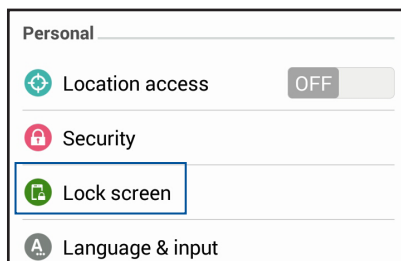 Personal
Location access OFF
Security
Lock screen
A Language & input